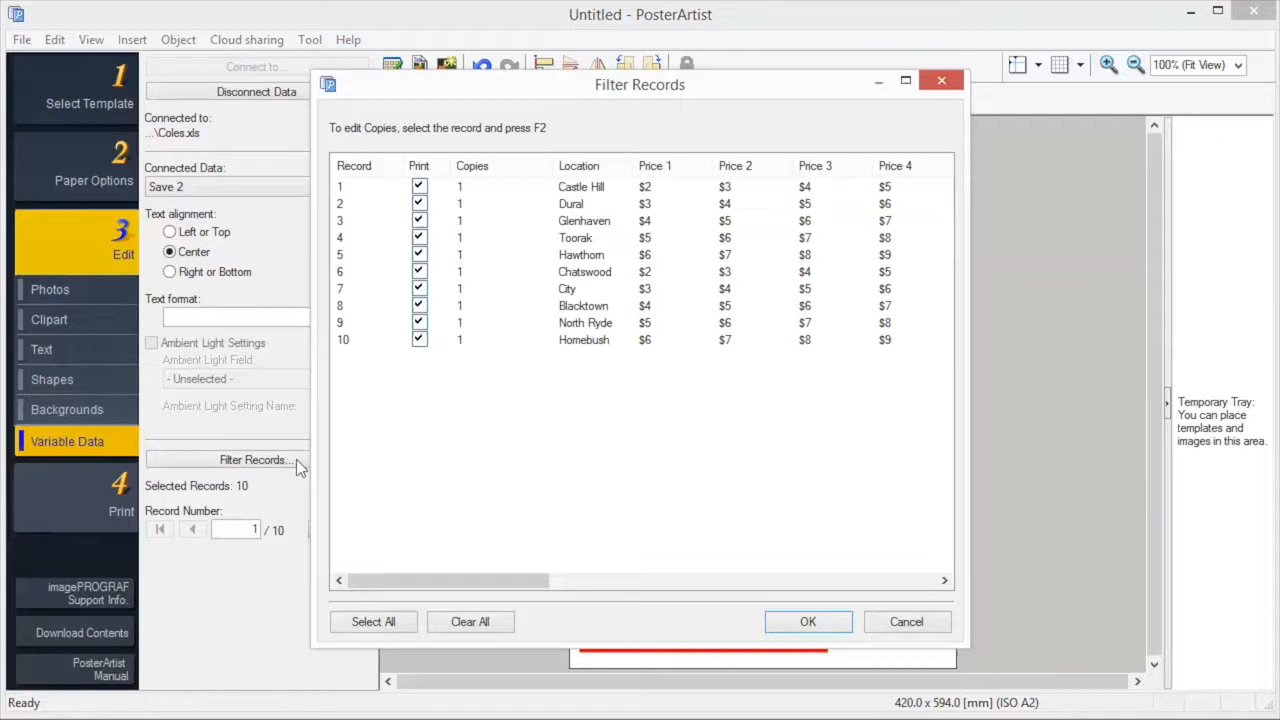 Untitled - PosterArtist
File Edit View Insert Object Cloud sharing Tool Help
100% (Fit View)
1
Select Template
2
Paper Options
3
Edit
Photos
Clipart
Text
Shapes
Backgrounds
Variable Data
4
Print
imagePROGRAF
Support Info.
Download Contents
PosterArtist
Manual
Connect to...
Disconnect Data
Connected to:
...\Coles.xls
Connected Data:
Save 2
Text alignment:
Left or Top
Center
Right or Bottom
Text format:
Ambient Light Settings
Ambient Light Field:
- Unselected -
Ambient Light Setting Name:
Filter Records...
Selected Records: 10
Record Number:
1 / 10
Filter Records
To edit Copies, select the record and press F2
Record Print Copies Location Price 1 Price 2 Price 3 Price 4
1 1 Castle Hill $2 $3 $4 $5
2 1 Dural $3 $4 $5 $6
3 1 Glenhaven $4 $5 $6 $7
4 1 Toorak $5 $6 $7 $8
5 1 Hawthorn $6 $7 $8 $9
6 1 Chatswood $2 $3 $4 $5
7 1 City $3 $4 $5 $6
8 1 Blacktown $4 $5 $6 $7
9 1 North Ryde $5 $6 $7 $8
10 1 Homebush $6 $7 $8 $9
Select All Clear All OK Cancel
Temporary Tray:
You can place
templates and
images in this area.
Ready 420.0 x 594.0 [mm] (ISO A2)